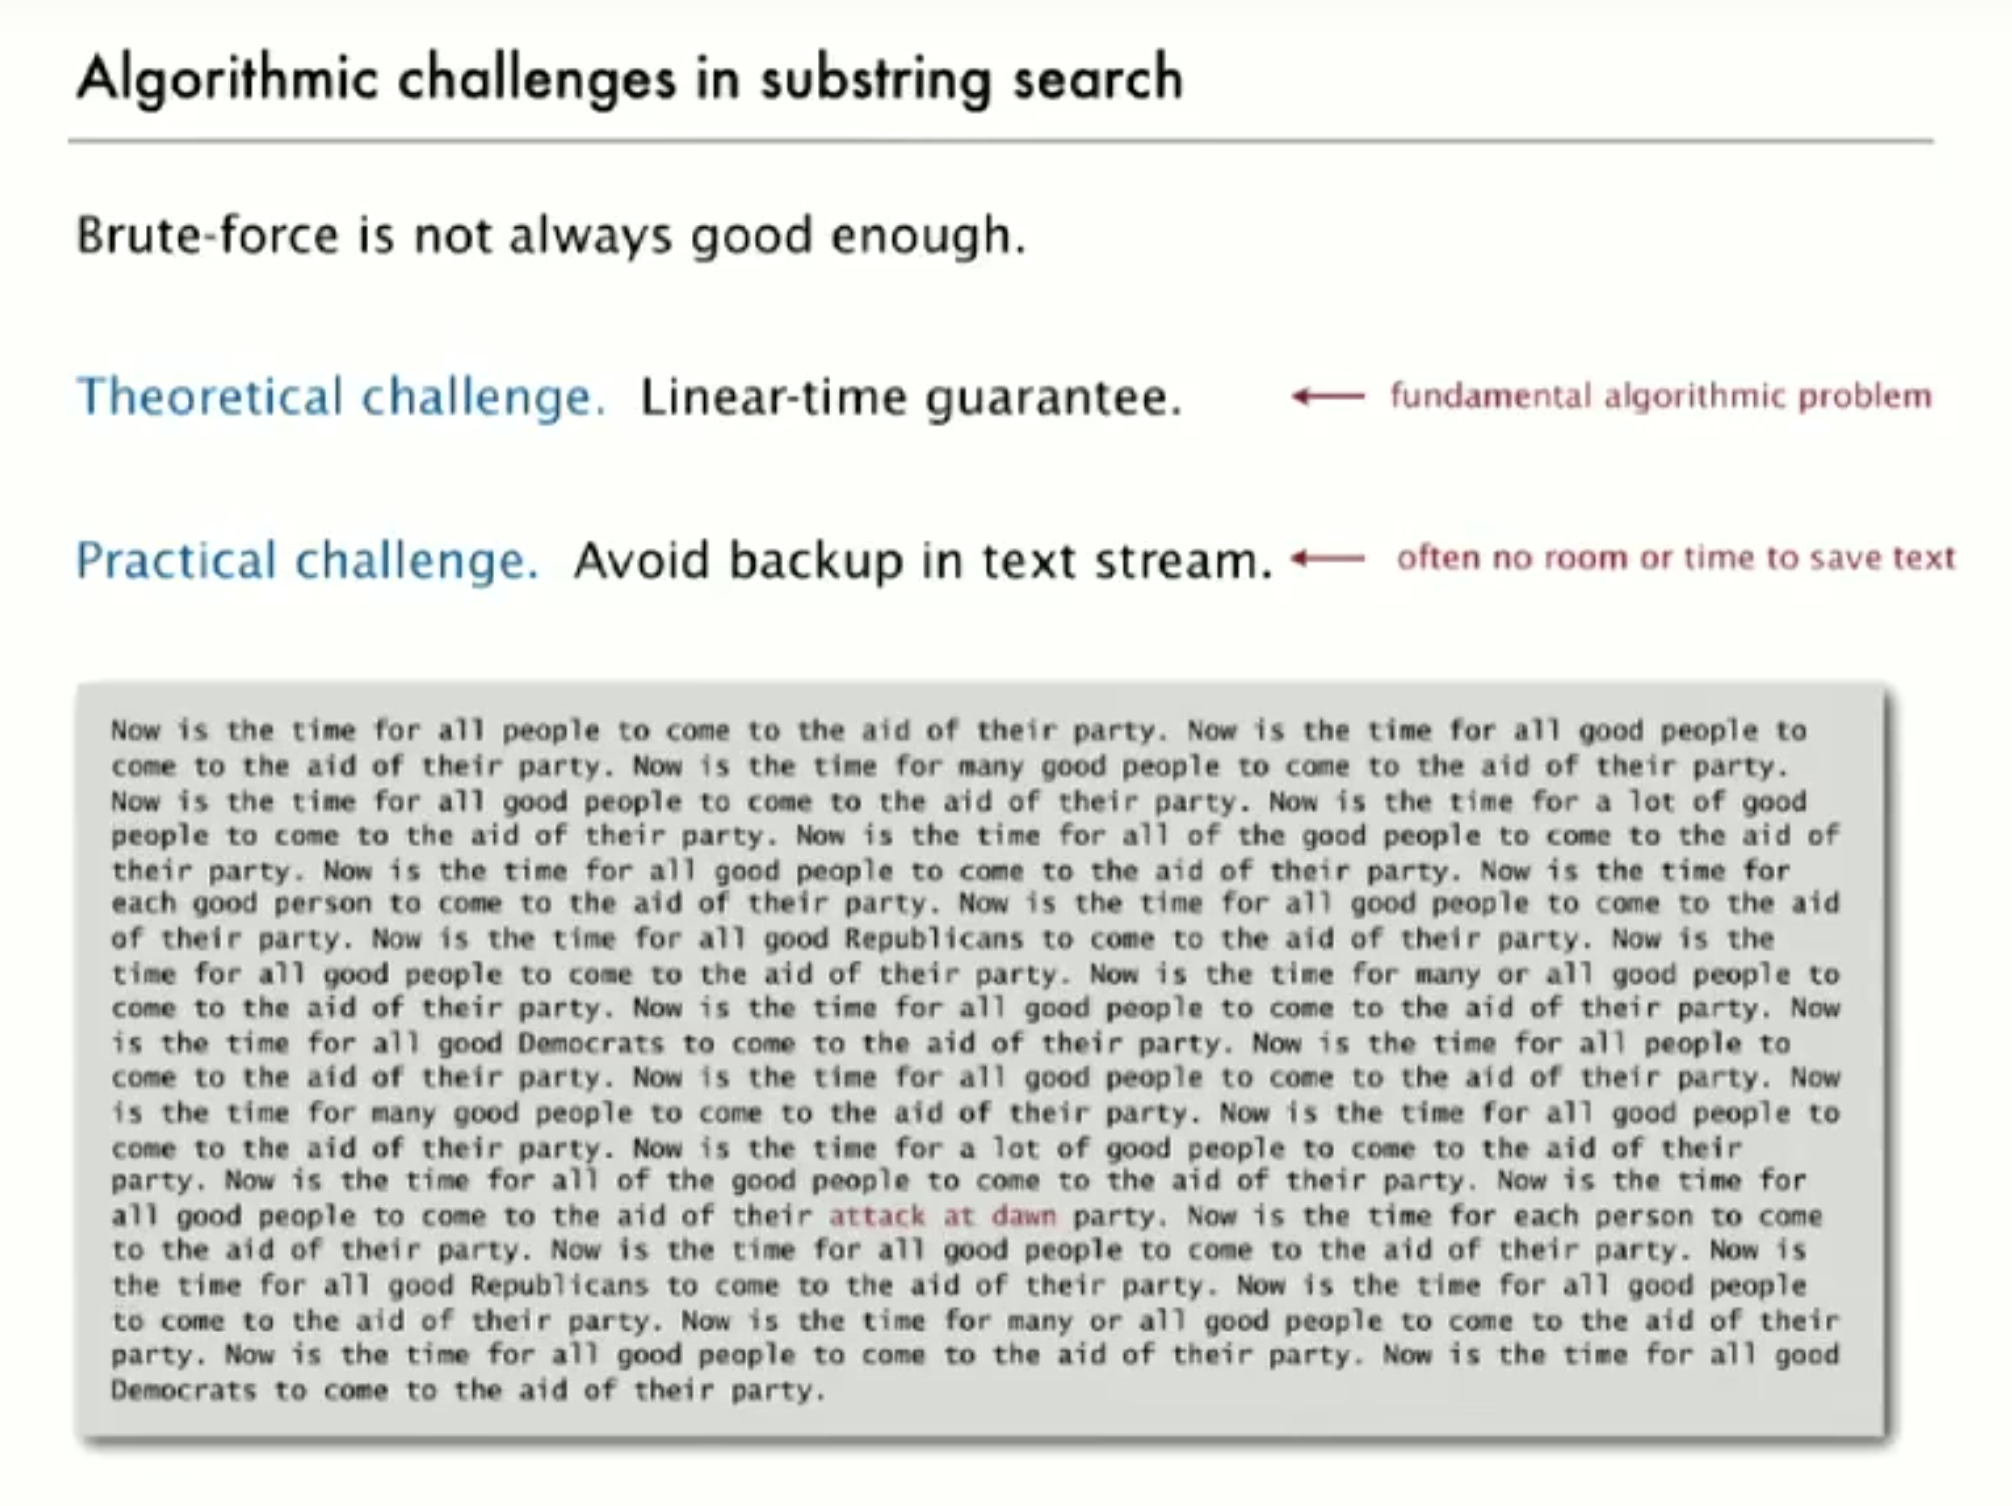 Algorithmic challenges in substring search
Brute-force is not always good enough.
Theoretical challenge. Linear-time guarantee. ← fundamental algorithmic problem
Practical challenge. Avoid backup in text stream. ← often no room or time to save text
Now is the time for all people to come to the aid of their party. Now is the time for all good people to
come to the aid of their party. Now is the time for many good people to come to the aid of their party.
Now is the time for all good people to come to the aid of their party. Now is the time for a lot of good
people to come to the aid of their party. Now is the time for all of the good people to come to the aid of
their party. Now is the time for all good people to come to the aid of their party. Now is the time for
each good person to come to the aid of their party. Now is the time for all good people to come to the aid
of their party. Now is the time for all good Republicans to come to the aid of their party. Now is the
time for all good people to come to the aid of their party. Now is the time for many or all good people to
come to the aid of their party. Now is the time for all good people to come to the aid of their party. Now
is the time for all good Democrats to come to the aid of their party. Now is the time for all people to
come to the aid of their party. Now is the time for all good people to come to the aid of their party. Now
is the time for many good people to come to the aid of their party. Now is the time for all good people to
come to the aid of their party. Now is the time for a lot of good people to come to the aid of their
party. Now is the time for all of the good people to come to the aid of their party. Now is the time for
all good people to come to the aid of their attack at dawn party. Now is the time for each person to come
to the aid of their party. Now is the time for all good people to come to the aid of their party. Now is
the time for all good Republicans to come to the aid of their party. Now is the time for all good people
to come to the aid of their party. Now is the time for many or all good people to come to the aid of their
party. Now is the time for all good people to come to the aid of their party. Now is the time for all good
Democrats to come to the aid of their party.